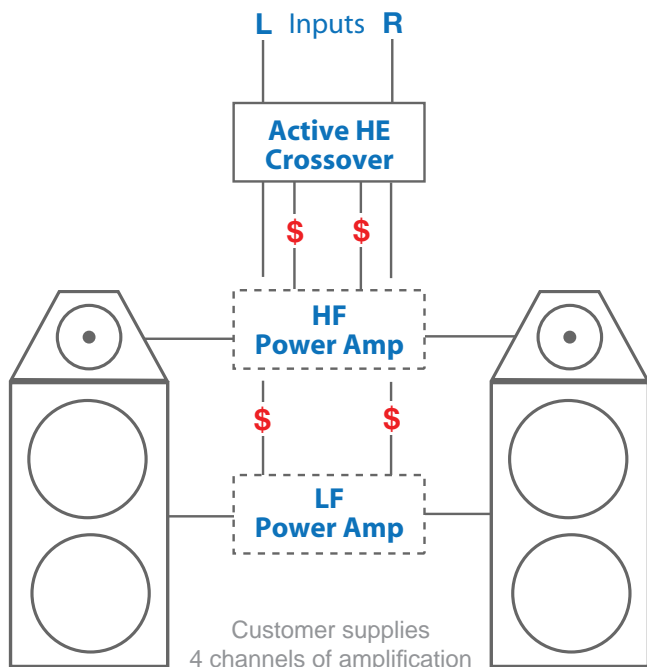 L Inputs R
Active HE
Crossover
$ $
HF
Power Amp
$ $
LF
Power Amp
Customer supplies
4 channels of amplification